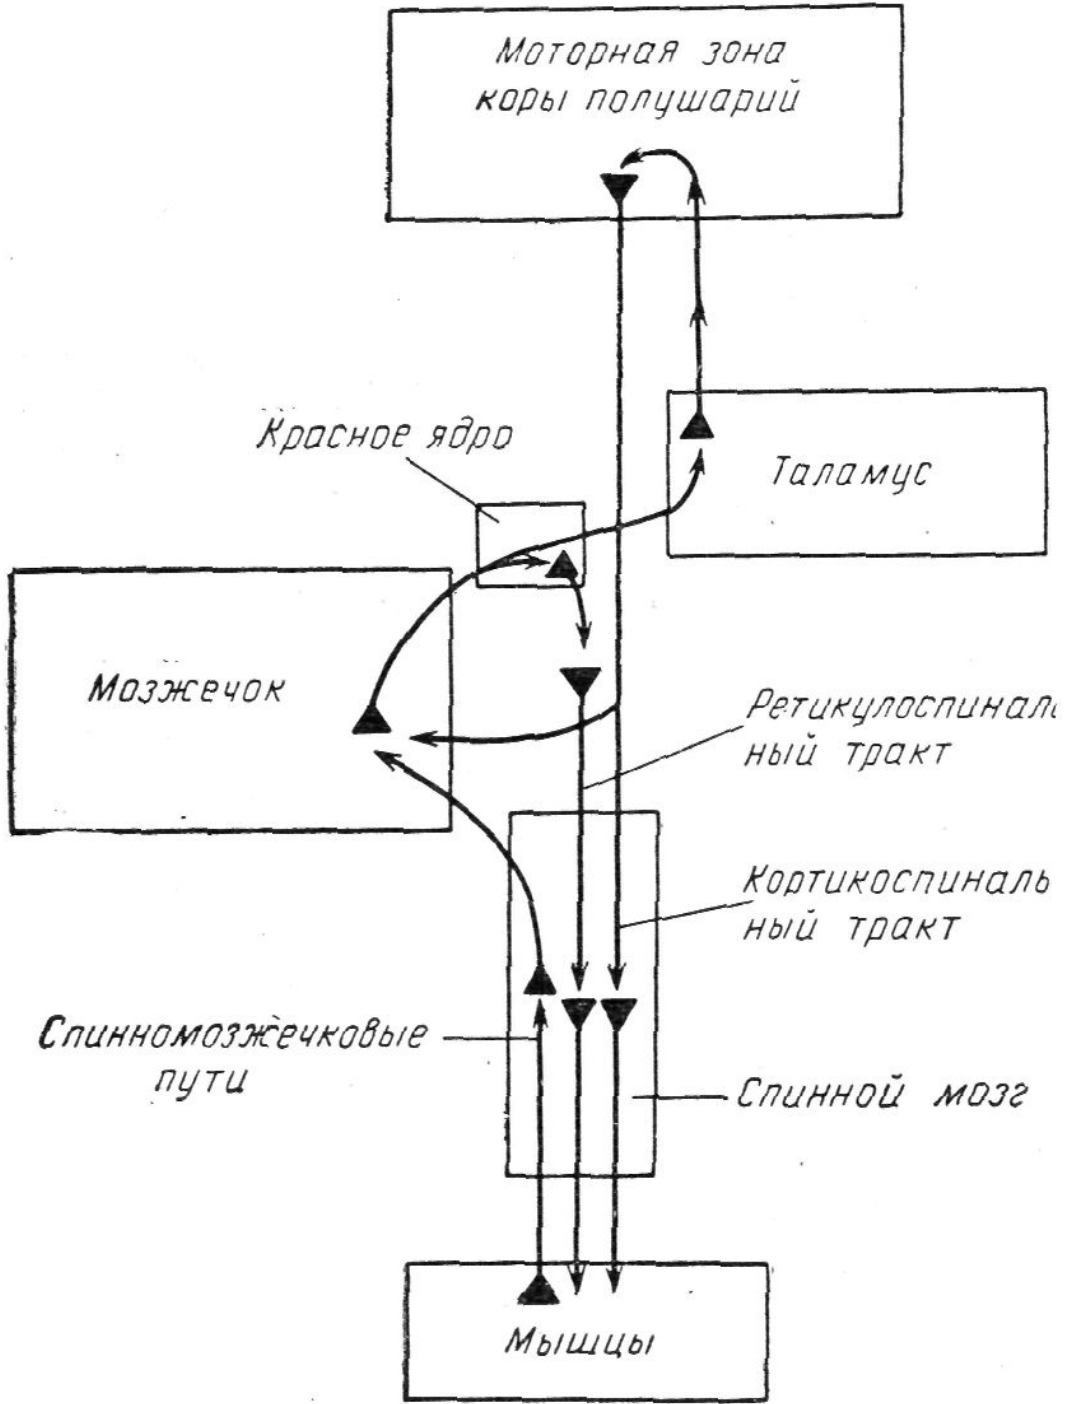 Моторная зона
коры полушарий
Красное ядро
Таламус
Мозжечок
Ретикулоспинал
ный тракт
Кортикоспиналь
ный тракт
Спинномозжечковые
пути
Спинной мозг
Мышцы